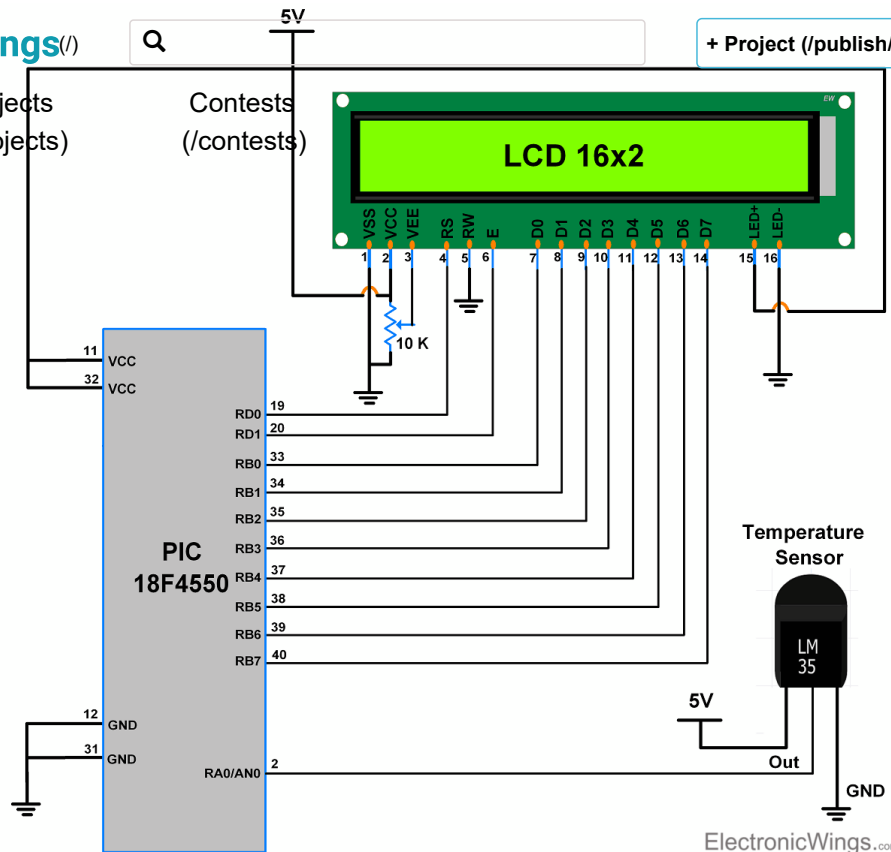 5V
ngs(/)
+ Project (/publish/
jects
Contests
ojects)
(/contests)
EW
LCD 16x2
VSS VCC VEE RS RW E D0 D1 D2 D3 D4 D5 D6 D7 LED+ LED-
1 2 3 4 5 6 7 8 9 10 11 12 13 14 15 16
10 K
11 VCC
32 VCC
RD0 19
RD1 20
RB0 33
RB1 34
RB2 35
RB3 36
PIC
18F4550
RB4 37
RB5 38
RB6 39
RB7 40
Temperature
Sensor
LM
35
5V
12 GND
31 GND
Out
RA0/AN0 2
GND
ElectronicWings.com